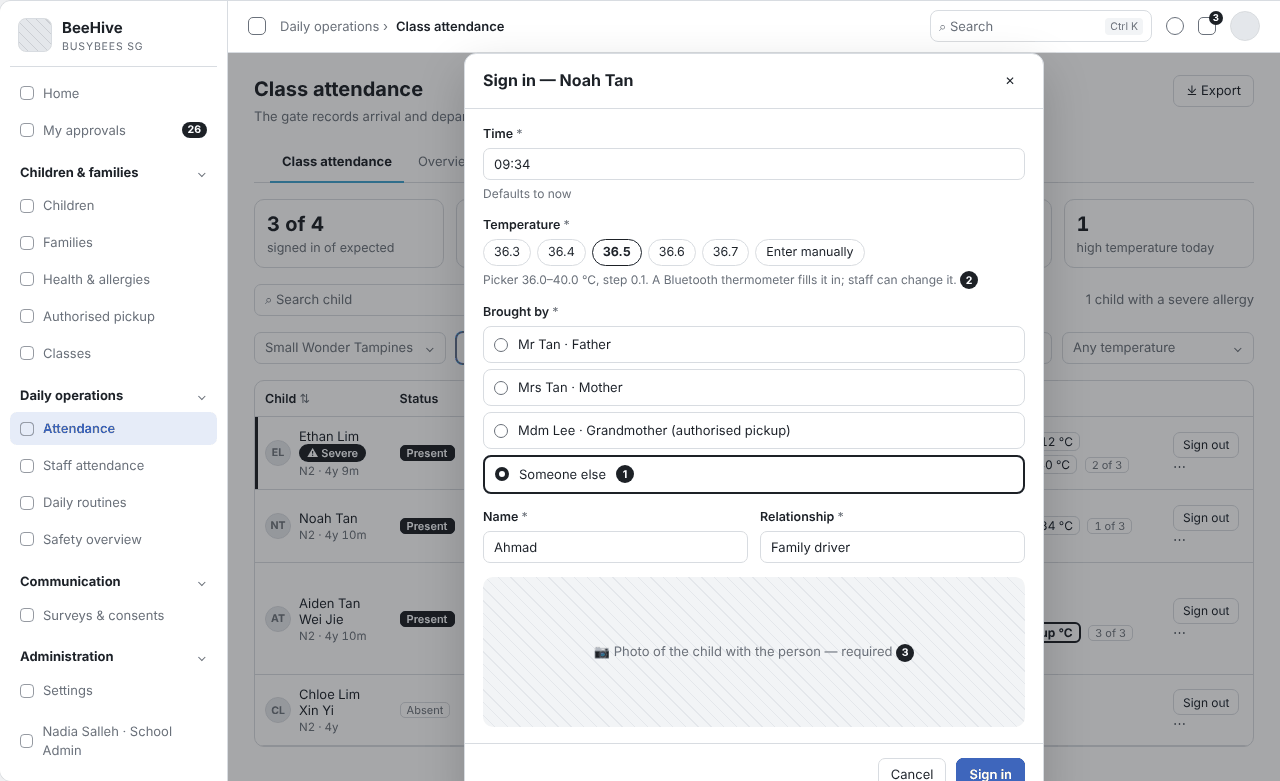 BeeHive
BUSYBEES SG
Home
My approvals 26
Children & families
Children
Families
Health & allergies
Authorised pickup
Classes
Daily operations
Attendance
Staff attendance
Daily routines
Safety overview
Communication
Surveys & consents
Administration
Settings
Nadia Salleh · School
Admin
Daily operations › Class attendance
Search Ctrl K
3
Class attendance
The gate records arrival and
Export
Class attendance
3 of 4
signed in of expected
1
high temperature today
Search child
1 child with a severe allergy
Small Wonder Tampines
Any temperature
Child ⇅ Status
EL Ethan Lim
⚠ Severe
N2 · 4y 9m
Present
°C
°C 2 of 3
Sign out
...
NT Noah Tan
N2 · 4y 10m
Present
°C 1 of 3
Sign out
...
AT Aiden Tan
Wei Jie
N2 · 4y 10m
Present
°C 3 of 3
Sign out
...
CL Chloe Lim
Xin Yi
N2 · 4y
Absent
Sign out
...
Sign in — Noah Tan ×
Time *
09:34
Defaults to now
Temperature *
36.3 36.4 36.5 36.6 36.7 Enter manually
Picker 36.0–40.0 °C, step 0.1. A Bluetooth thermometer fills it in; staff can change it. 2
Brought by *
Mr Tan · Father
Mrs Tan · Mother
Mdm Lee · Grandmother (authorised pickup)
Someone else 1
Name * Relationship *
Ahmad Family driver
Photo of the child with the person — required 3
Cancel Sign in